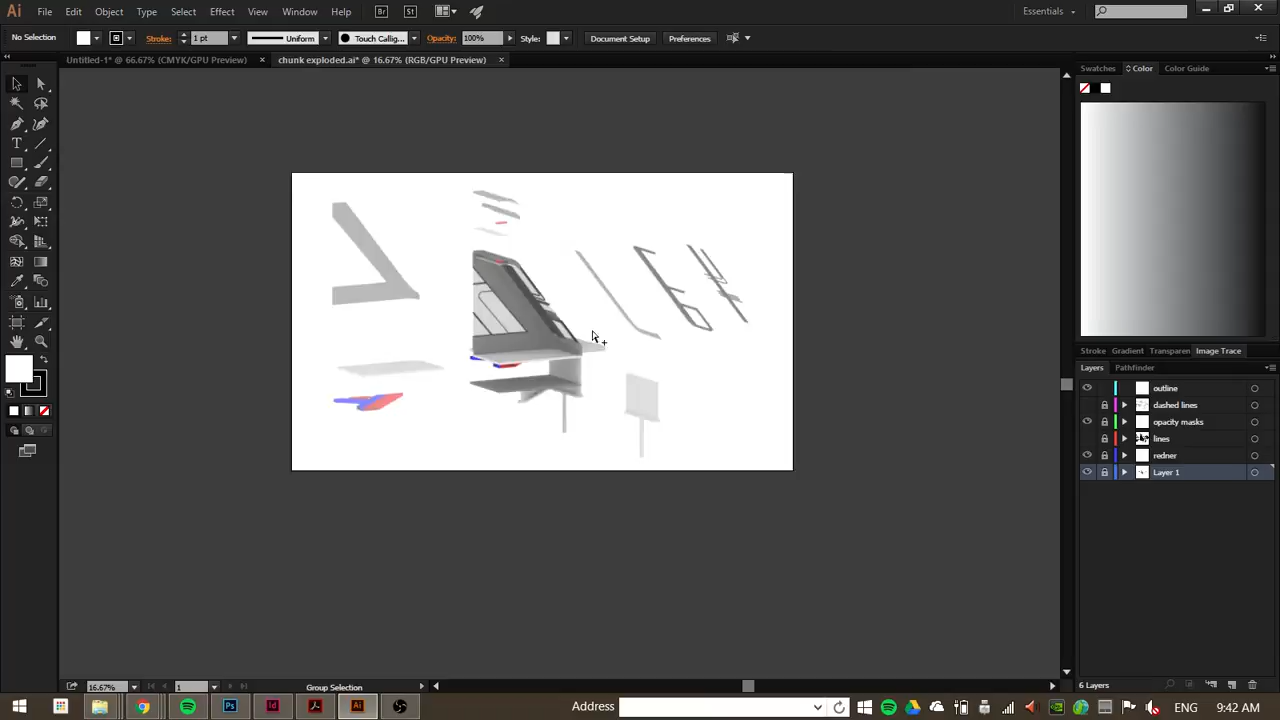 Ai File Edit Object Type Select Effect View Window Help Br St Essentials
No Selection Stroke: 1 pt Uniform Touch Callig... Opacity: 100% Style: Document Setup Preferences
Untitled-1* @ 66.67% (CMYK/GPU Preview) chunk exploded.ai* @ 16.67% (RGB/GPU Preview)
Swatches Color Color Guide
Stroke Gradient Transparen Image Trace
Layers Pathfinder
outline
dashed lines
opacity masks
lines
redner
Layer 1
6 Layers
16.67% 1 Group Selection
Ps Id Ai Address ENG 9:42 AM